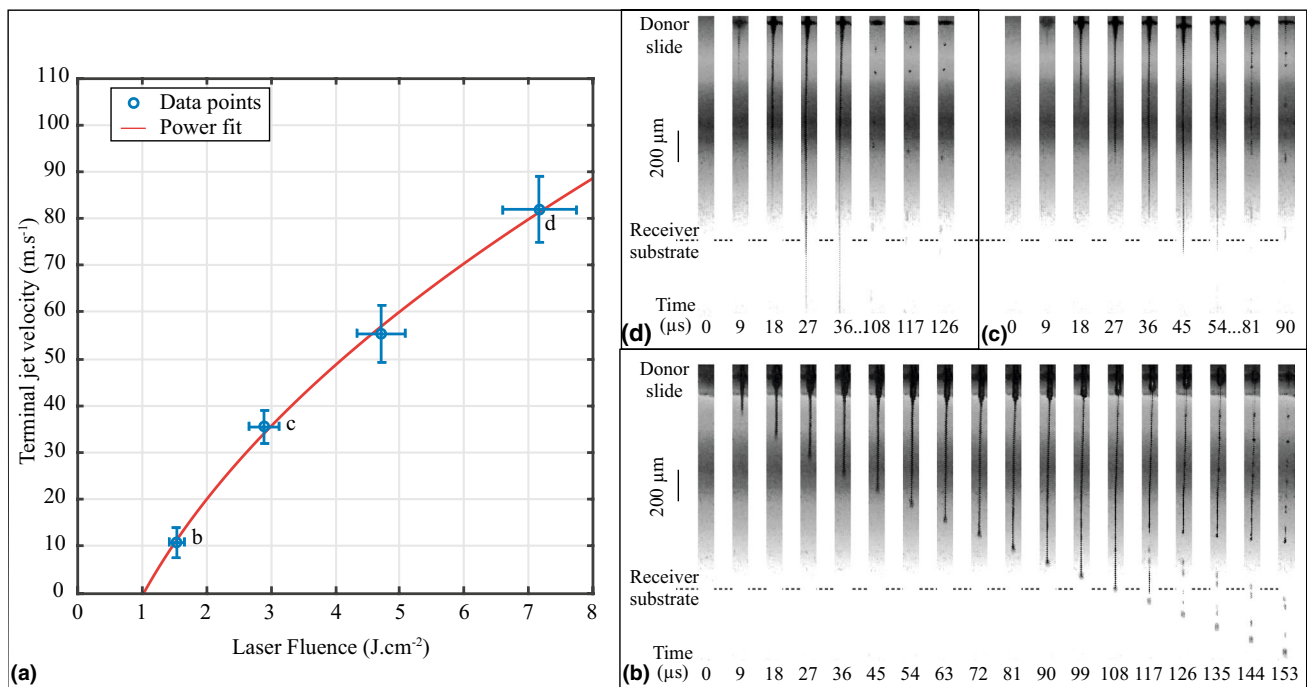 110
100
90
80
70
60
50
40
30
20
10
0
Terminal jet velocity (m.s⁻¹)
Data points
Power fit
b
c
d
0 1 2 3 4 5 6 7 8
Laser Fluence (J.cm⁻²)
(a)
Donor
slide
200 μm
Receiver
substrate
Time
(μs)
0 9 18 27 36..108 117 126
(d)
0 9 18 27 36 45 54...81 90
(c)
Donor
slide
200 μm
Receiver
substrate
Time
(μs)
0 9 18 27 36 45 54 63 72 81 90 99 108 117 126 135 144 153
(b)